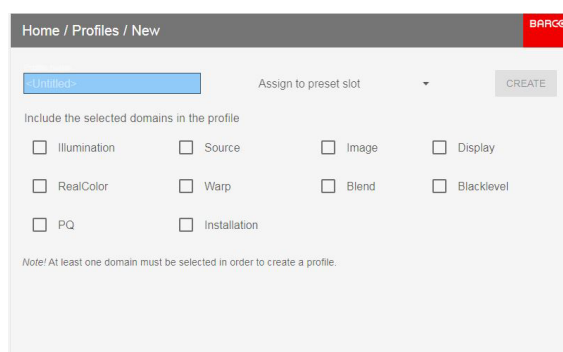 Home / Profiles / New
BARCO
<Untitled>
Assign to preset slot
CREATE
Include the selected domains in the profile
Illumination Source Image Display
RealColor Warp Blend Blacklevel
PQ Installation
Note! At least one domain must be selected in order to create a profile.